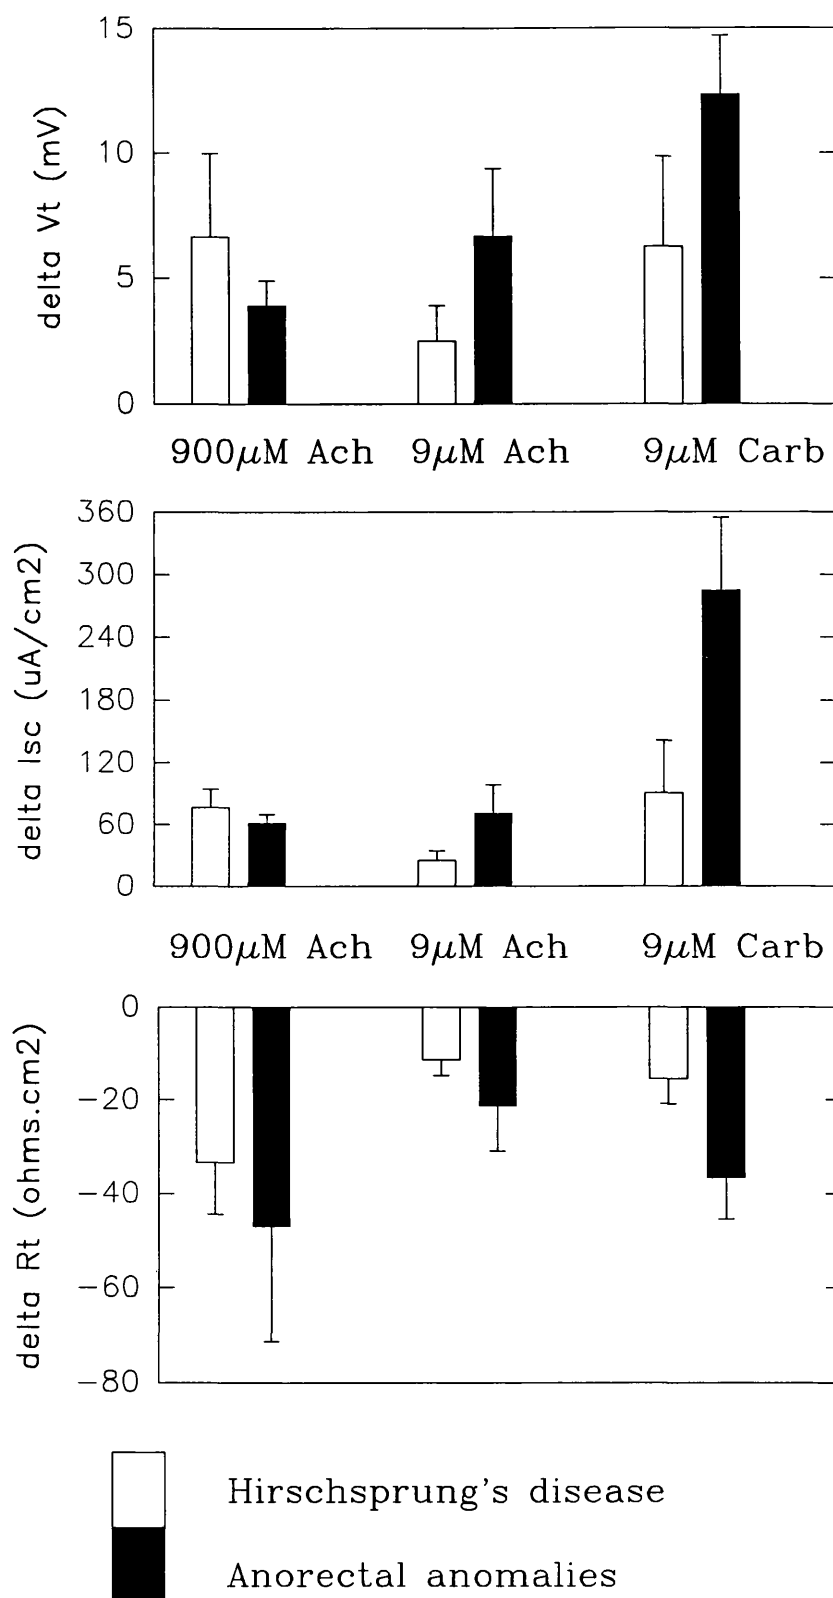 15
10
5
0
delta Vt (mV)
900μM Ach 9μM Ach 9μM Carb
360
300
240
180
120
60
0
delta Isc (uA/cm2)
900μM Ach 9μM Ach 9μM Carb
0
-20
-40
-60
-80
delta Rt (ohms.cm2)
Hirschsprung's disease
Anorectal anomalies